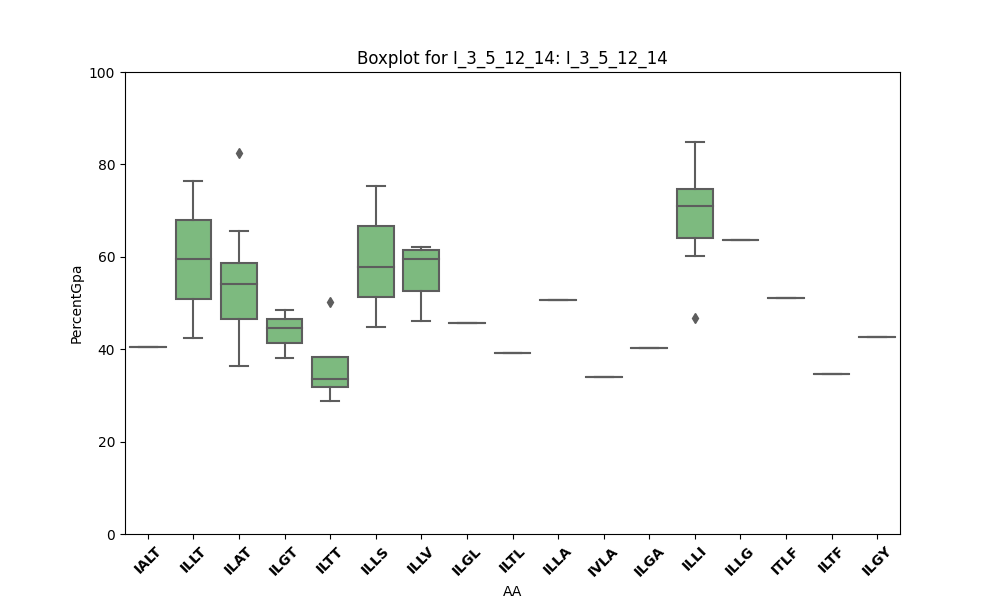 Boxplot for I_3_5_12_14: I_3_5_12_14
100
80
60
40
20
0
PercentGpa
IALT ILLT ILAT ILGT ILTT ILLS ILLV ILGL ILTL ILLA IVLA ILGA ILLI ILLG ITLF ILTF ILGY
AA